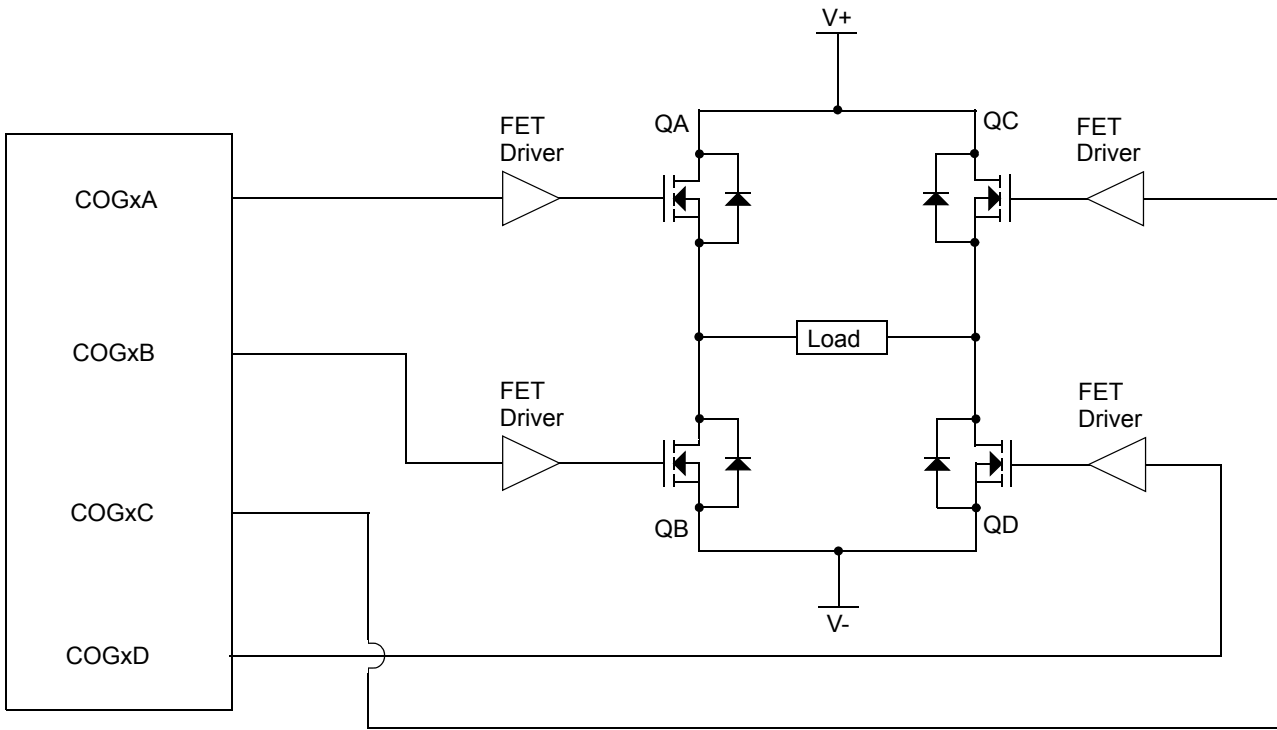 V+
QA
QC
FET
Driver
FET
Driver
COGxA
COGxB
Load
FET
Driver
FET
Driver
COGxC
QB
QD
V-
COGxD